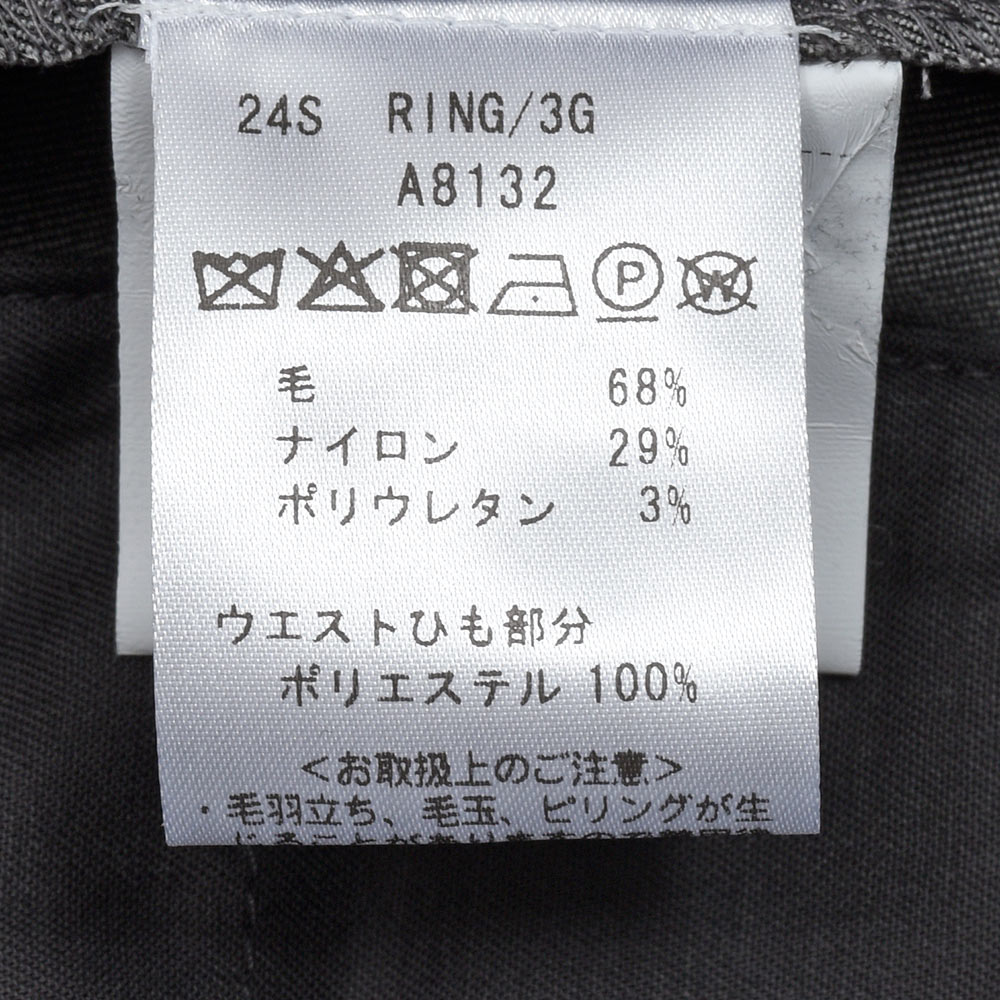 24S RING/3G
A8132
P W
毛 68%
ナイロン 29%
ポリウレタン 3%
ウエストひも部分
ポリエステル 100%
<お取扱上のご注意>
・毛羽立ち、毛玉、ピリングが生